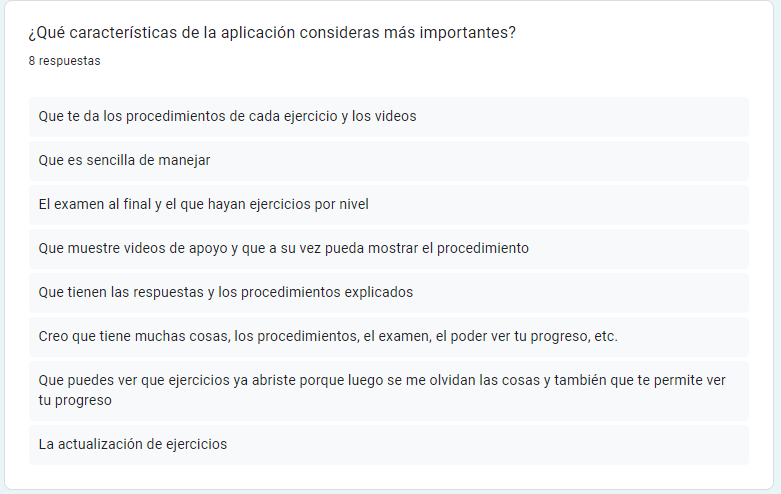 ¿Qué características de la aplicación consideras más importantes?
8 respuestas
Que te da los procedimientos de cada ejercicio y los videos
Que es sencilla de manejar
El examen al final y el que hayan ejercicios por nivel
Que muestre videos de apoyo y que a su vez pueda mostrar el procedimiento
Que tienen las respuestas y los procedimientos explicados
Creo que tiene muchas cosas, los procedimientos, el examen, el poder ver tu progreso, etc.
Que puedes ver que ejercicios ya abriste porque luego se me olvidan las cosas y también que te permite ver
tu progreso
La actualización de ejercicios